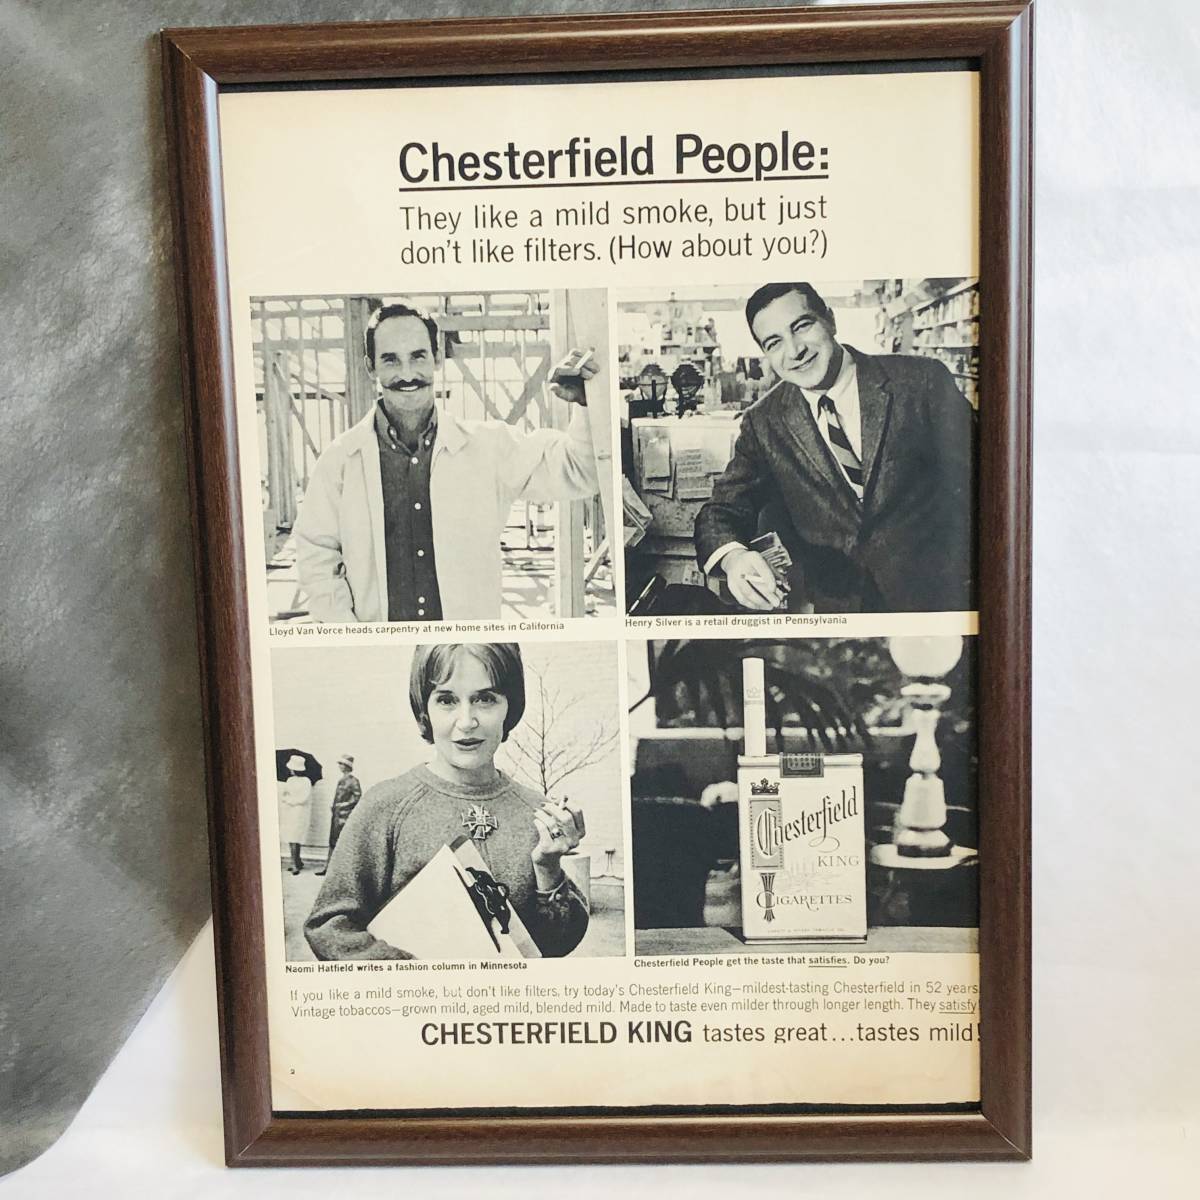 Chesterfield People:
They like a mild smoke, but just
don't like filters. (How about you?)
Lloyd Van Vorce heads carpentry at new home sites in California
Henry Silver is a retail druggist in Pennsylvania
Chesterfield
KING
CIGARETTES
Naomi Hatfield writes a fashion column in Minnesota
Chesterfield People get the taste that satisfies. Do you?
If you like a mild smoke, but don't like filters, try today's Chesterfield King—mildest-tasting Chesterfield in 52 years
Vintage tobaccos—grown mild, aged mild, blended mild. Made to taste even milder through longer length. They satisfy
CHESTERFIELD KING tastes great...tastes mild!
2